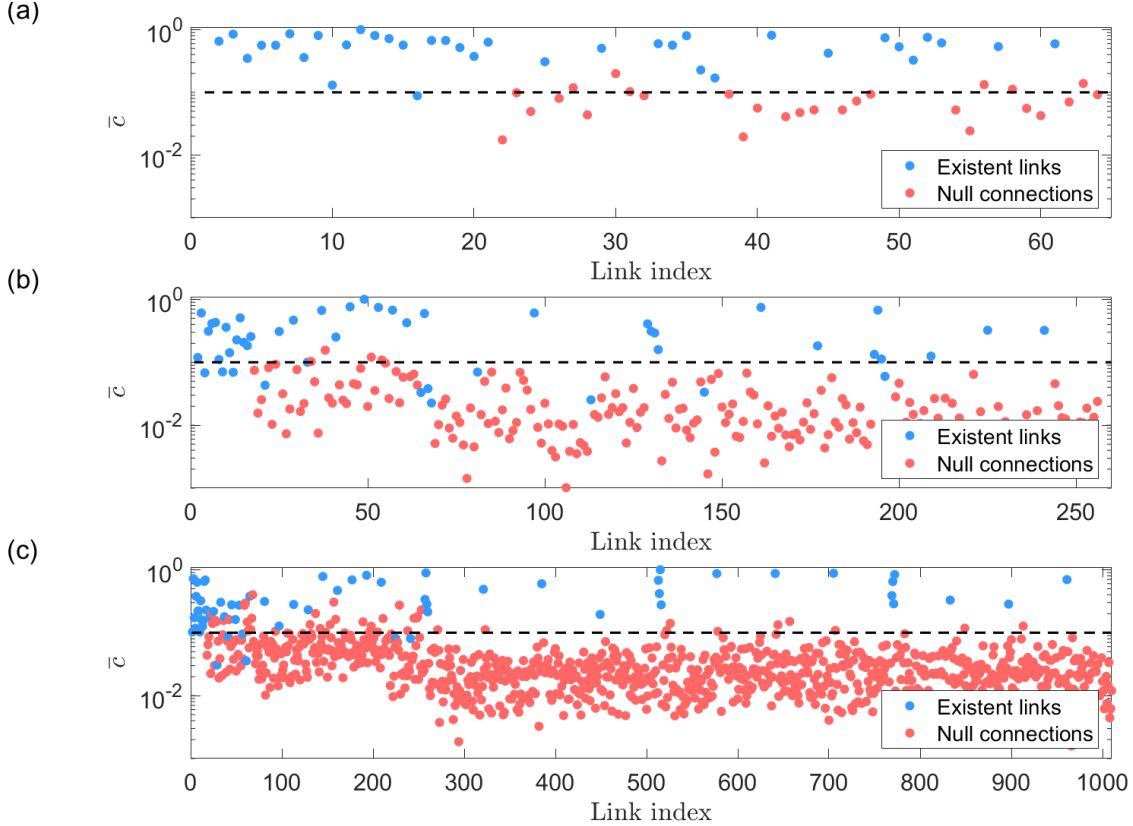 (a)
10^0
10^-2
c̅
0 10 20 30 40 50 60
Link index
Existent links
Null connections
(b)
10^0
10^-2
c̅
0 50 100 150 200 250
Link index
Existent links
Null connections
(c)
10^0
10^-2
c̅
0 100 200 300 400 500 600 700 800 900 1000
Link index
Existent links
Null connections